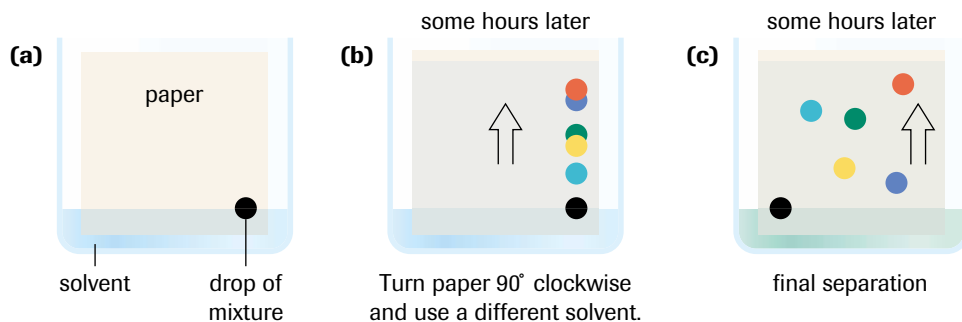 some hours later
some hours later
(a)
(b)
(c)
paper
solvent
drop of
mixture
Turn paper 90° clockwise
and use a different solvent.
final separation